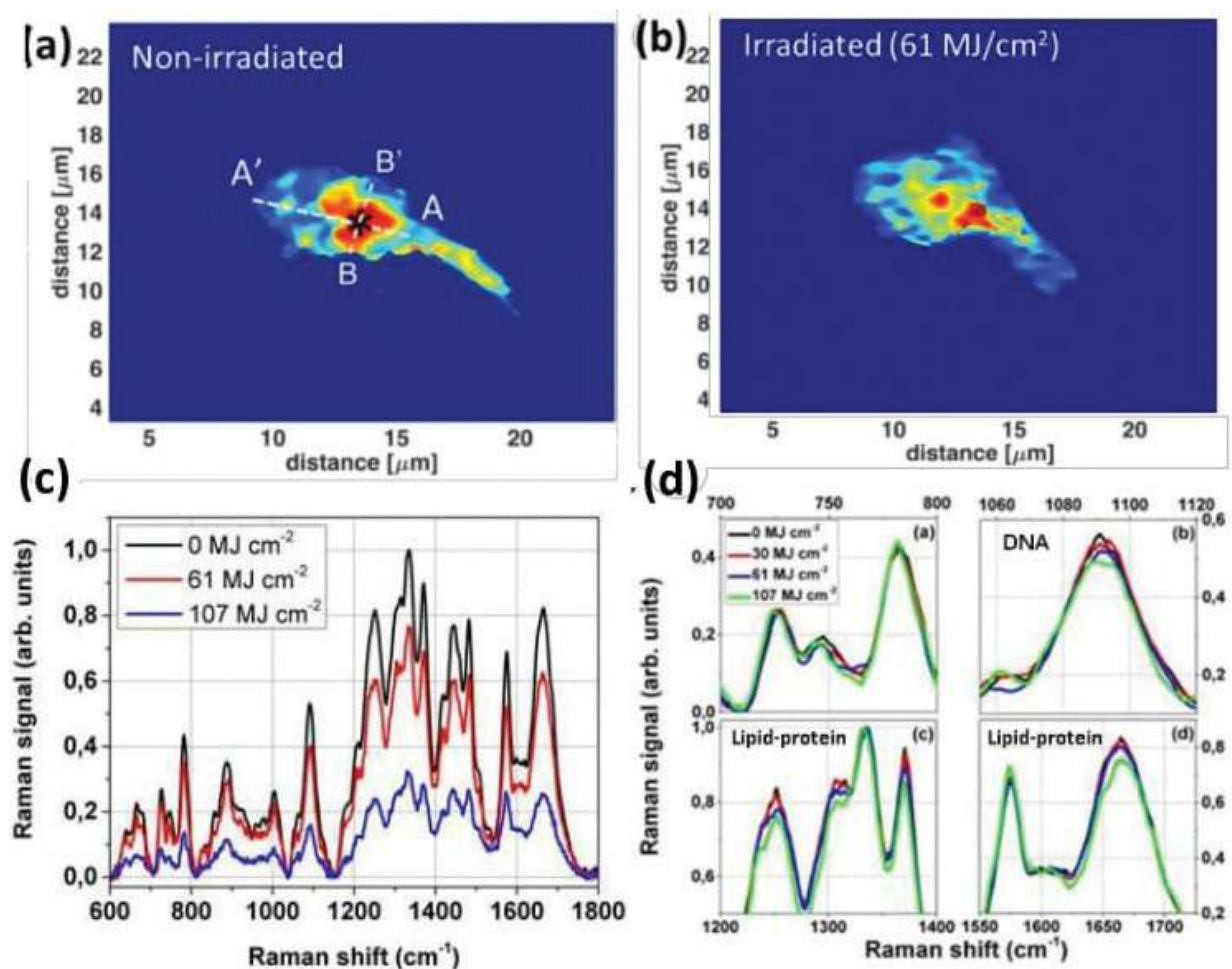 (a)
Non-irradiated
22
20
18
16
14
12
10
8
6
4
distance [μm]
A'
B'
A
B
5
10
15
20
distance [μm]
(b)
Irradiated (61 MJ/cm²)
22
20
18
16
14
12
10
8
6
4
distance [μm]
5
10
15
20
distance [μm]
(c)
1,0
0,8
0,6
0,4
0,2
0,0
Raman signal (arb. units)
0 MJ cm⁻²
61 MJ cm⁻²
107 MJ cm⁻²
600 800 1000 1200 1400 1600 1800
Raman shift (cm⁻¹)
(d)
700 750 800
(a)
0 MJ cm⁻²
30 MJ cm⁻²
61 MJ cm⁻²
107 MJ cm⁻²
0,4
0,2
0,0
1060 1080 1100 1120
DNA
(b)
0,6
0,4
0,2
Raman signal (arb. units)
Lipid-protein
(c)
1,0
0,8
0,6
1200 1300 1400
Lipid-protein
(d)
0,8
0,6
0,4
0,2
1550 1600 1650 1700
Raman shift (cm⁻¹)